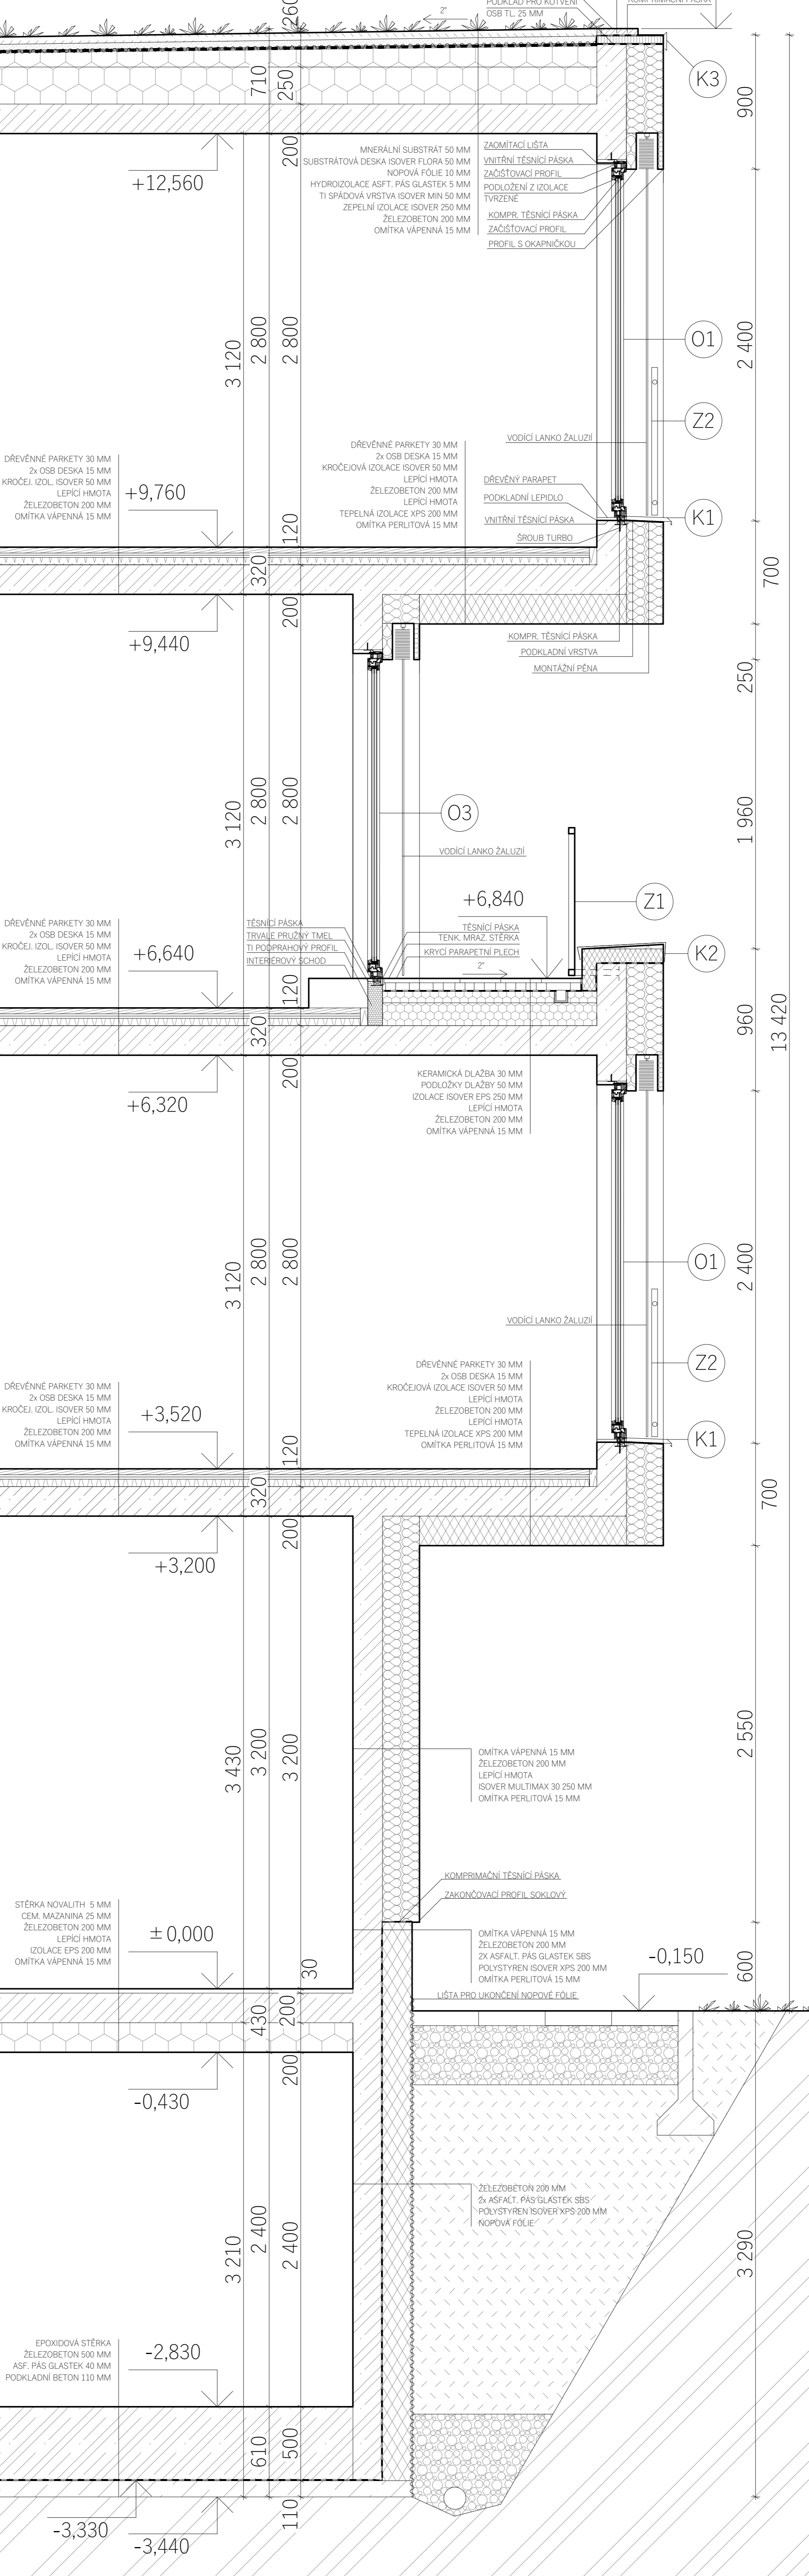 260
2"
PODKLAD PRO KOTVENÍ
OSB TL. 25 MM
KOMPRIMAČNÍ PÁSKA
K3
710
250
900
200
+12,560
MNERÁLNÍ SUBSTRÁT 50 MM
SUBSTRÁTOVÁ DESKA ISOVER FLORA 50 MM
NOPOVÁ FÓLIE 10 MM
HYDROIZOLACE ASFT. PÁS GLASTEK 5 MM
TI SPÁDOVÁ VRSTVA ISOVER MIN 50 MM
ZEPELNÍ IZOLACE ISOVER 250 MM
ŽELEZOBETON 200 MM
OMÍTKA VÁPENNÁ 15 MM
ZAOMÍTACÍ LIŠTA
VNITŘNÍ TĚSNÍCÍ PÁSKA
ZAČIŠŤOVACÍ PROFIL
PODLOŽENÍ Z IZOLACE
TVRZENÉ
KOMPR. TĚSNÍCÍ PÁSKA
ZAČIŠŤOVACÍ PROFIL
PROFIL S OKAPNIČKOU
3 120
2 800
2 800
O1
2 400
Z2
VODÍCÍ LANKO ŽALUZIÍ
DŘEVĚNNÉ PARKETY 30 MM
2x OSB DESKA 15 MM
KROČEJ. IZOL. ISOVER 50 MM
LEPÍCÍ HMOTA
ŽELEZOBETON 200 MM
OMÍTKA VÁPENNÁ 15 MM
+9,760
DŘEVĚNNÉ PARKETY 30 MM
2x OSB DESKA 15 MM
KROČEJOVÁ IZOLACE ISOVER 50 MM
LEPÍCÍ HMOTA
ŽELEZOBETON 200 MM
LEPÍCÍ HMOTA
TEPELNÁ IZOLACE XPS 200 MM
OMÍTKA PERLITOVÁ 15 MM
DŘEVĚNÝ PARAPET
PODKLADNÍ LEPIDLO
VNITŘNÍ TĚSNÍCÍ PÁSKA
ŠROUB TURBO
K1
120
320
700
200
+9,440
KOMPR. TĚSNÍCÍ PÁSKA
PODKLADNÍ VRSTVA
MONTÁŽNÍ PĚNA
250
3 120
2 800
2 800
O3
1 960
VODÍCÍ LANKO ŽALUZIÍ
+6,840
Z1
DŘEVĚNNÉ PARKETY 30 MM
2x OSB DESKA 15 MM
KROČEJ. IZOL. ISOVER 50 MM
LEPÍCÍ HMOTA
ŽELEZOBETON 200 MM
OMÍTKA VÁPENNÁ 15 MM
+6,640
TĚSNÍCÍ PÁSKA
TRVALE PRUŽNÝ TMEL
TI PODPRAHOVÝ PROFIL
INTERIÉROVÝ SCHOD
TĚSNÍCÍ PÁSKA
TENK. MRAZ. STĚRKA
KRYCÍ PARAPETNÍ PLECH
2"
K2
120
320
960
13 420
200
+6,320
KERAMICKÁ DLAŽBA 30 MM
PODLOŽKY DLAŽBY 50 MM
IZOLACE ISOVER EPS 250 MM
LEPÍCÍ HMOTA
ŽELEZOBETON 200 MM
OMÍTKA VÁPENNÁ 15 MM
3 120
2 800
2 800
O1
2 400
VODÍCÍ LANKO ŽALUZIÍ
Z2
DŘEVĚNNÉ PARKETY 30 MM
2x OSB DESKA 15 MM
KROČEJ. IZOL. ISOVER 50 MM
LEPÍCÍ HMOTA
ŽELEZOBETON 200 MM
OMÍTKA VÁPENNÁ 15 MM
+3,520
DŘEVĚNNÉ PARKETY 30 MM
2x OSB DESKA 15 MM
KROČEJOVÁ IZOLACE ISOVER 50 MM
LEPÍCÍ HMOTA
ŽELEZOBETON 200 MM
LEPÍCÍ HMOTA
TEPELNÁ IZOLACE XPS 200 MM
OMÍTKA PERLITOVÁ 15 MM
K1
120
320
700
200
+3,200
3 430
3 200
3 200
2 550
OMÍTKA VÁPENNÁ 15 MM
ŽELEZOBETON 200 MM
LEPÍCÍ HMOTA
ISOVER MULTIMAX 30 250 MM
OMÍTKA PERLITOVÁ 15 MM
KOMPRIMAČNÍ TĚSNÍCÍ PÁSKA
ZAKONČOVACÍ PROFIL SOKLOVÝ
STĚRKA NOVALITH 5 MM
CEM. MAZANINA 25 MM
ŽELEZOBETON 200 MM
LEPÍCÍ HMOTA
IZOLACE EPS 200 MM
OMÍTKA VÁPENNÁ 15 MM
±0,000
30
OMÍTKA VÁPENNÁ 15 MM
ŽELEZOBETON 200 MM
2X ASFALT. PÁS GLASTEK SBS
POLYSTYREN ISOVER XPS 200 MM
OMÍTKA PERLITOVÁ 15 MM
LIŠTA PRO UKONČENÍ NOPOVÉ FÓLIE
-0,150
600
430
200
200
-0,430
3 210
2 400
2 400
ŽELEZOBETON 200 MM
2x ASFALT. PÁS GLASTEK SBS
POLYSTYREN ISOVER XPS 200 MM
NOPOVÁ FÓLIE
3 290
EPOXIDOVÁ STĚRKA
ŽELEZOBETON 500 MM
ASF. PÁS GLASTEK 40 MM
PODKLADNÍ BETON 110 MM
-2,830
610
500
110
-3,330
-3,440